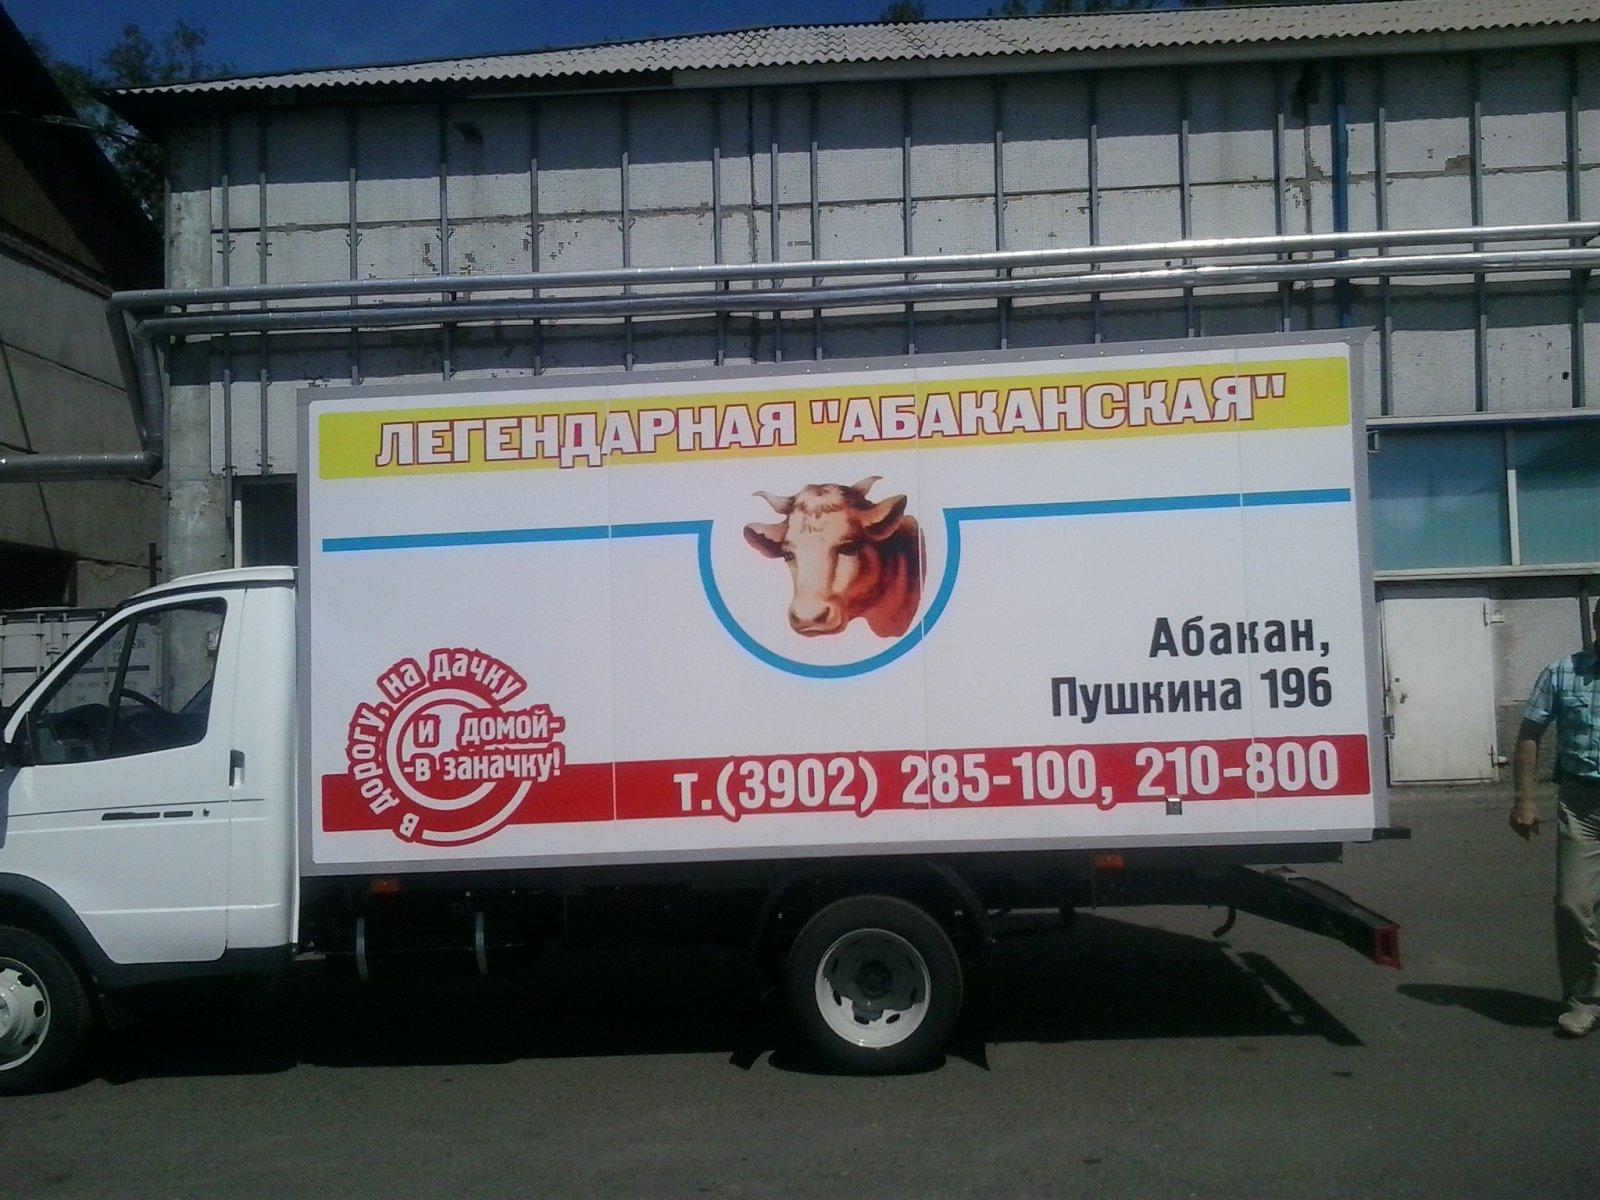 ЛЕГЕНДАРНАЯ "АБАКАНСКАЯ"
Абакан,
Пушкина 196
в дорогу, на дачку
и домой-
-в заначку!
т.(3902) 285-100, 210-800